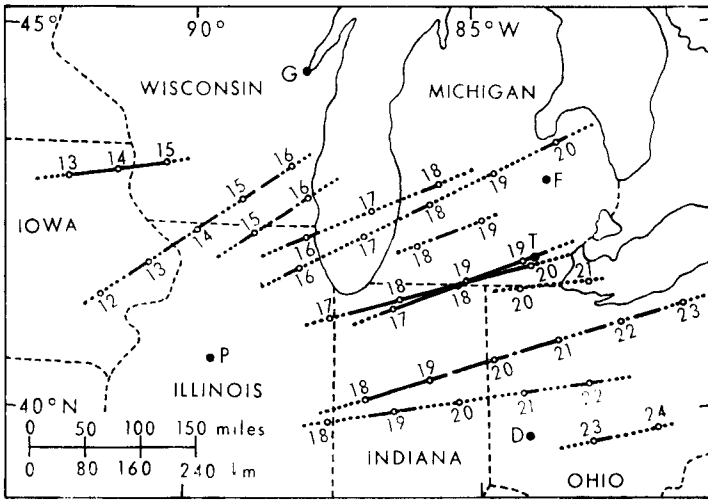 45° 90° 85°W
G
WISCONSIN MICHIGAN
13 14 15 16 20
15 16 17 18 19 F
IOWA
14 15 16 17 18
13 16 18 19
12 19 T
17 18 19 20 21
17 18 20
P
18 19 20 21 22 23
ILLINOIS
40°N
0 50 100 150 miles
18 19 20 21 22
D 23 24
0 80 160 240 lm
INDIANA OHIO